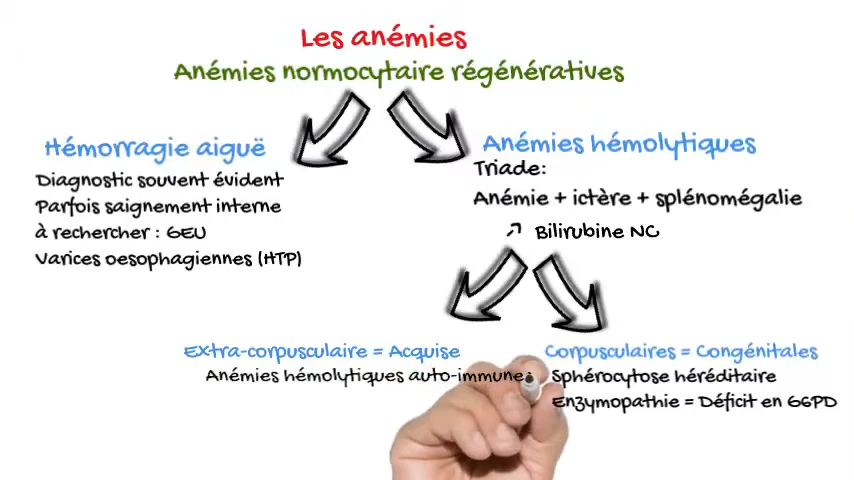 Les anémies
Anémies normocytaire régénératives
Hémorragie aiguë
Diagnostic souvent évident
Parfois saignement interne
à rechercher : GEU
Varices oesophagiennes (HTP)
Anémies hémolytiques
Triade:
Anémie + ictère + splénomégalie
↗ Bilirubine NC
Extra-corpusculaire = Acquise
Anémies hémolytiques auto-immune
Corpusculaires = Congénitales
Sphérocytose héréditaire
Enzymopathie = Déficit en G6PD